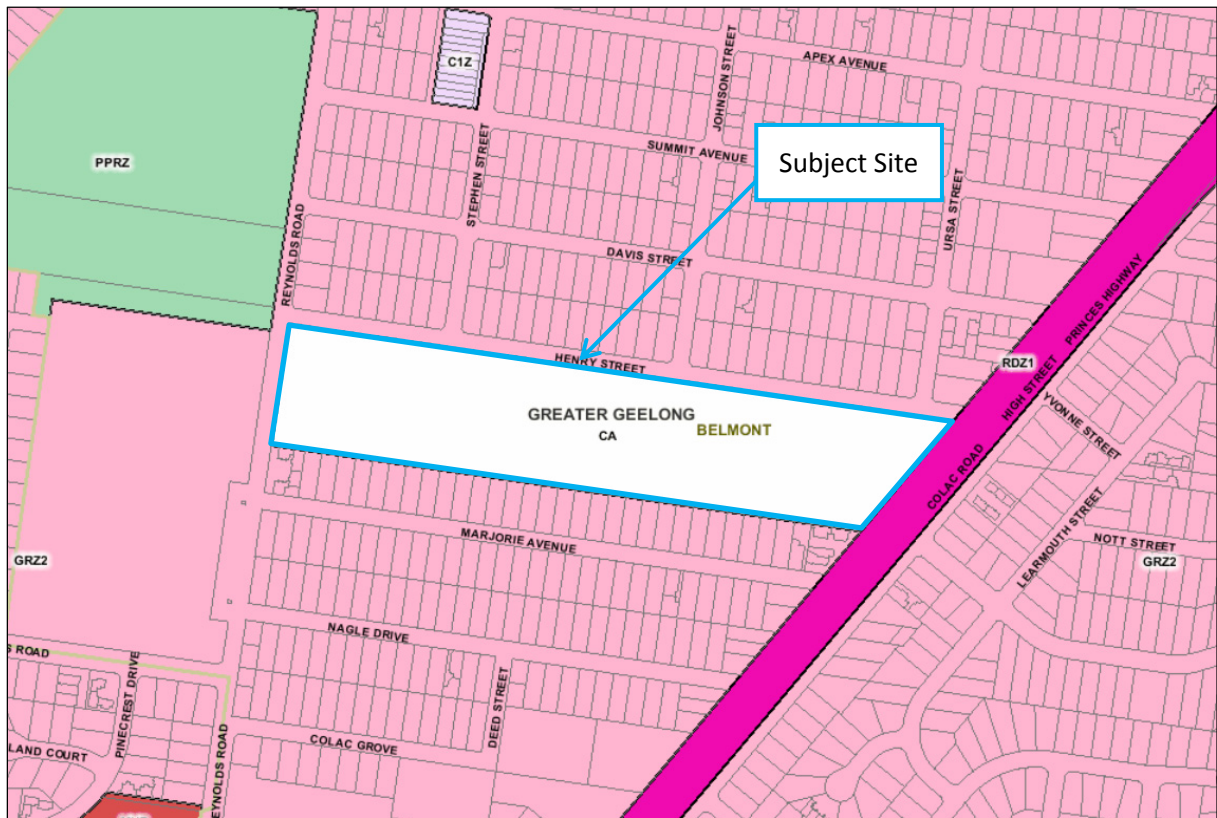 APEX AVENUE
JOHNSON STREET
C1Z
SUMMIT AVENUE
Subject Site
PPRZ
STEPHEN STREET
URSA STREET
REYNOLDS ROAD
DAVIS STREET
PRINCES HIGHWAY
HENRY STREET
RDZ1
HIGH STREET
YVONNE STREET
GREATER GEELONG
BELMONT
CA
COLAC ROAD
MARJORIE AVENUE
NOTT STREET
LEARMOUTH STREET
GRZ2
GRZ2
NAGLE DRIVE
S ROAD
PINECREST DRIVE
DEED STREET
COLAC GROVE
LAND COURT
REYNOLDS ROAD